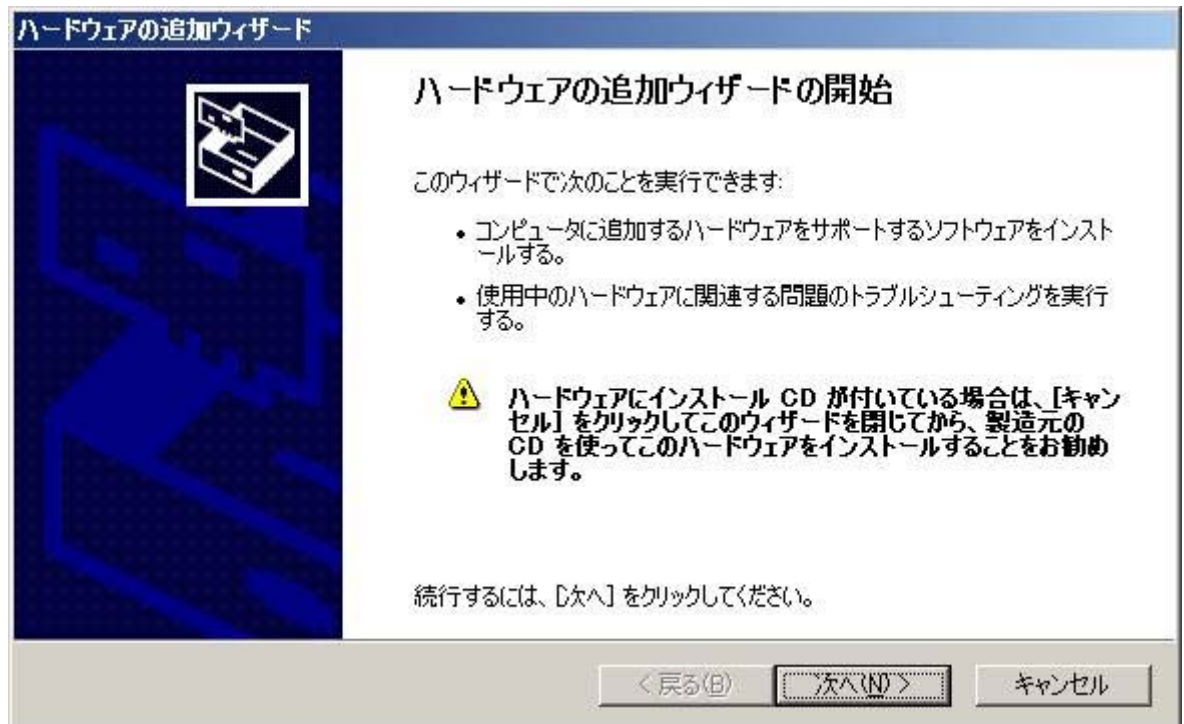 ハードウェアの追加ウィザード
ハードウェアの追加ウィザードの開始
このウィザードで次のことを実行できます:
• コンピュータに追加するハードウェアをサポートするソフトウェアをインスト
ールする。
• 使用中のハードウェアに関連する問題のトラブルシューティングを実行
する。
ハードウェアにインストール CD が付いている場合は、[キャン
セル] をクリックしてこのウィザードを閉じてから、製造元の
CD を使ってこのハードウェアをインストールすることをお勧め
します。
続行するには、[次へ] をクリックしてください。
< 戻る(B) 次へ(N) > キャンセル